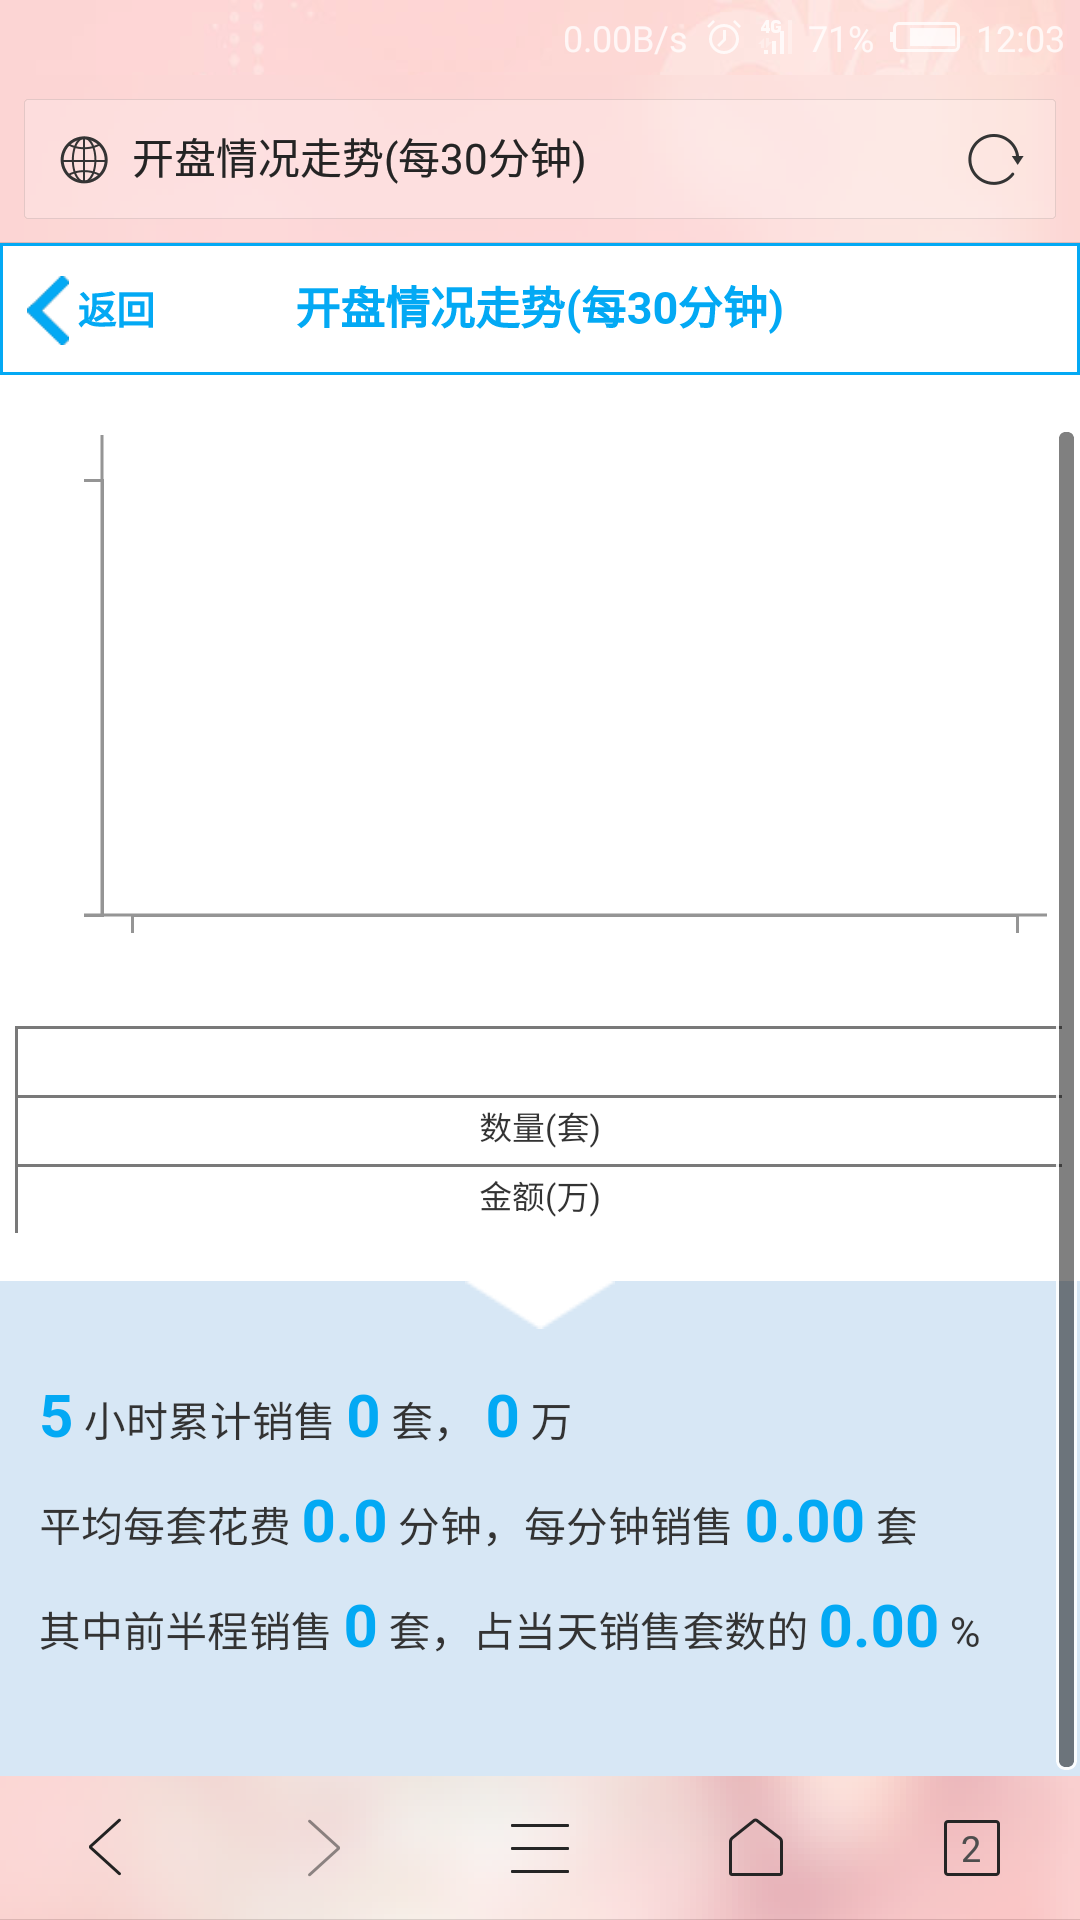 0.00B/s 4G 71% 12:03
开盘情况走势(每30分钟)
返回 开盘情况走势(每30分钟)
数量(套)
金额(万)
5 小时累计销售 0 套， 0 万
平均每套花费 0.0 分钟，每分钟销售 0.00 套
其中前半程销售 0 套，占当天销售套数的 0.00 %
2